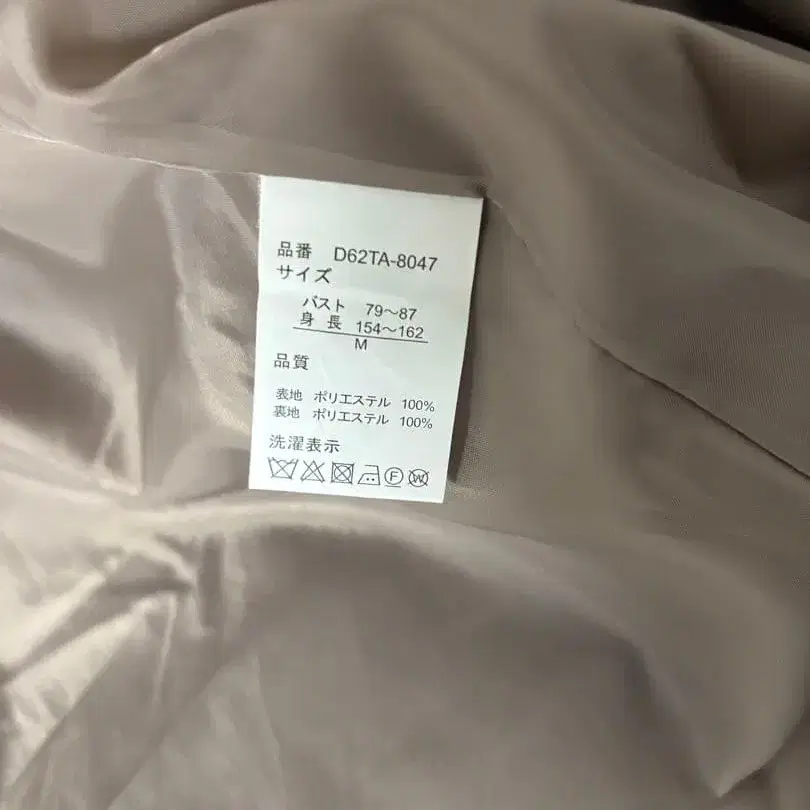 品番 D62TA-8047
サイズ
バスト 79〜87
身長 154〜162
M
品質
表地 ポリエステル 100%
裏地 ポリエステル 100%
洗濯表示
F W